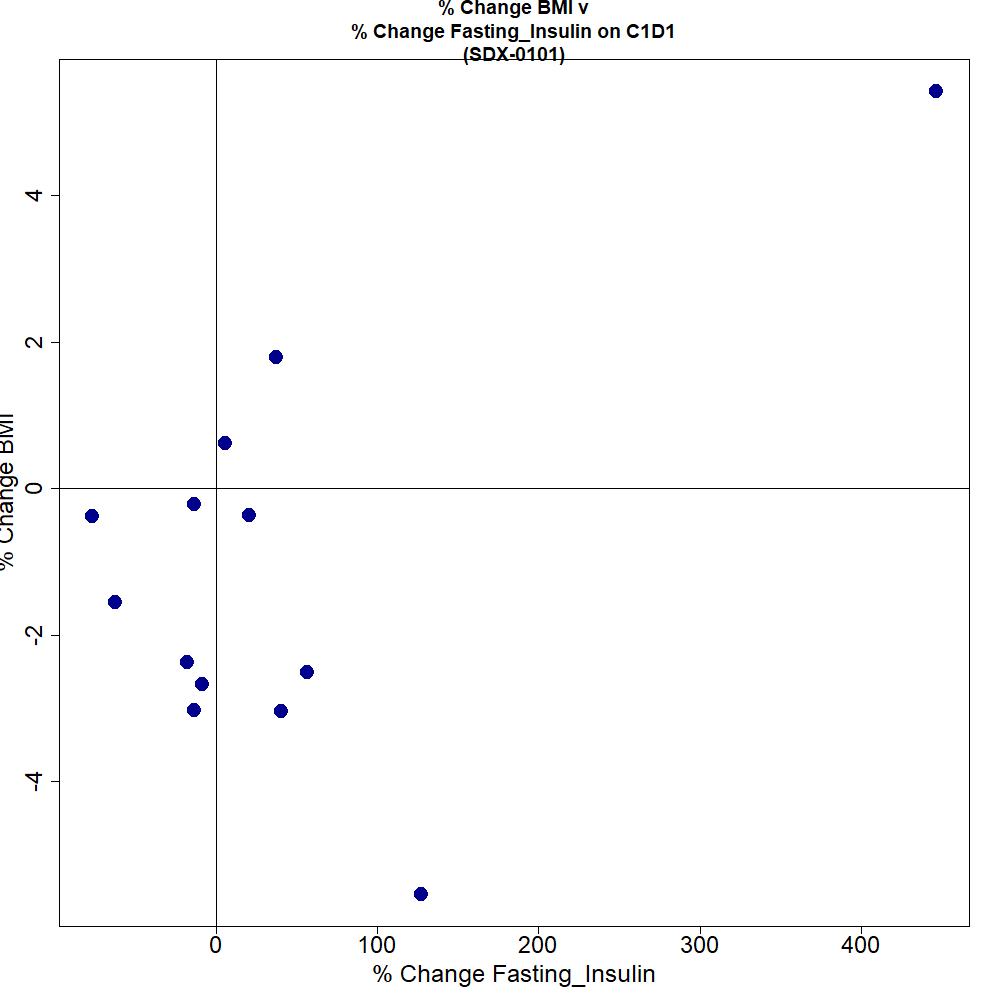 % Change BMI v
% Change Fasting_Insulin on C1D1
(SDX-0101)
% Change BMI
4
2
0
-2
-4
0 100 200 300 400
% Change Fasting_Insulin